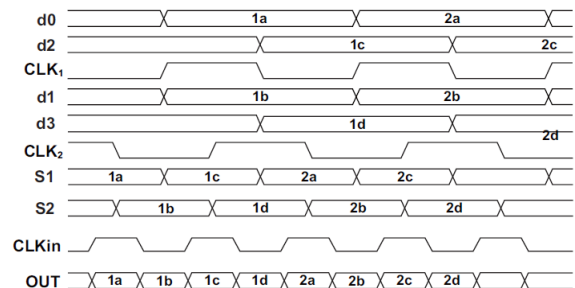 d0 1a 2a
d2 1c 2c
CLK₁
d1 1b 2b
d3 1d
2d
CLK₂
S1 1a 1c 2a 2c
S2 1b 1d 2b 2d
CLKin
OUT 1a 1b 1c 1d 2a 2b 2c 2d